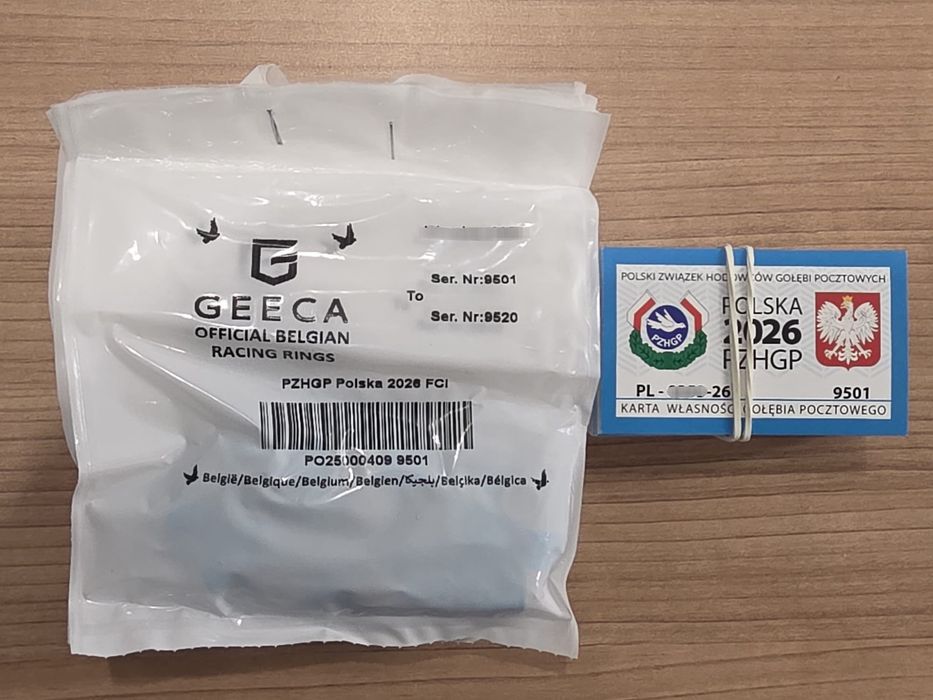 GEECA
OFFICIAL BELGIAN
RACING RINGS
Ser. Nr:9501
To
Ser. Nr:9520
PZHGP Polska 2026 FCI
PO25000409 9501
België/Belgique/Belgium/Belgien/بلجيكا/Belçika/Bélgica
POLSKI ZWIĄZEK HODOWCÓW GOŁĘBI POCZTOWYCH
PZHGP
POLSKA
2026
PZHGP
PL - -26 9501
KARTA WŁASNOŚCI GOŁĘBIA POCZTOWEGO